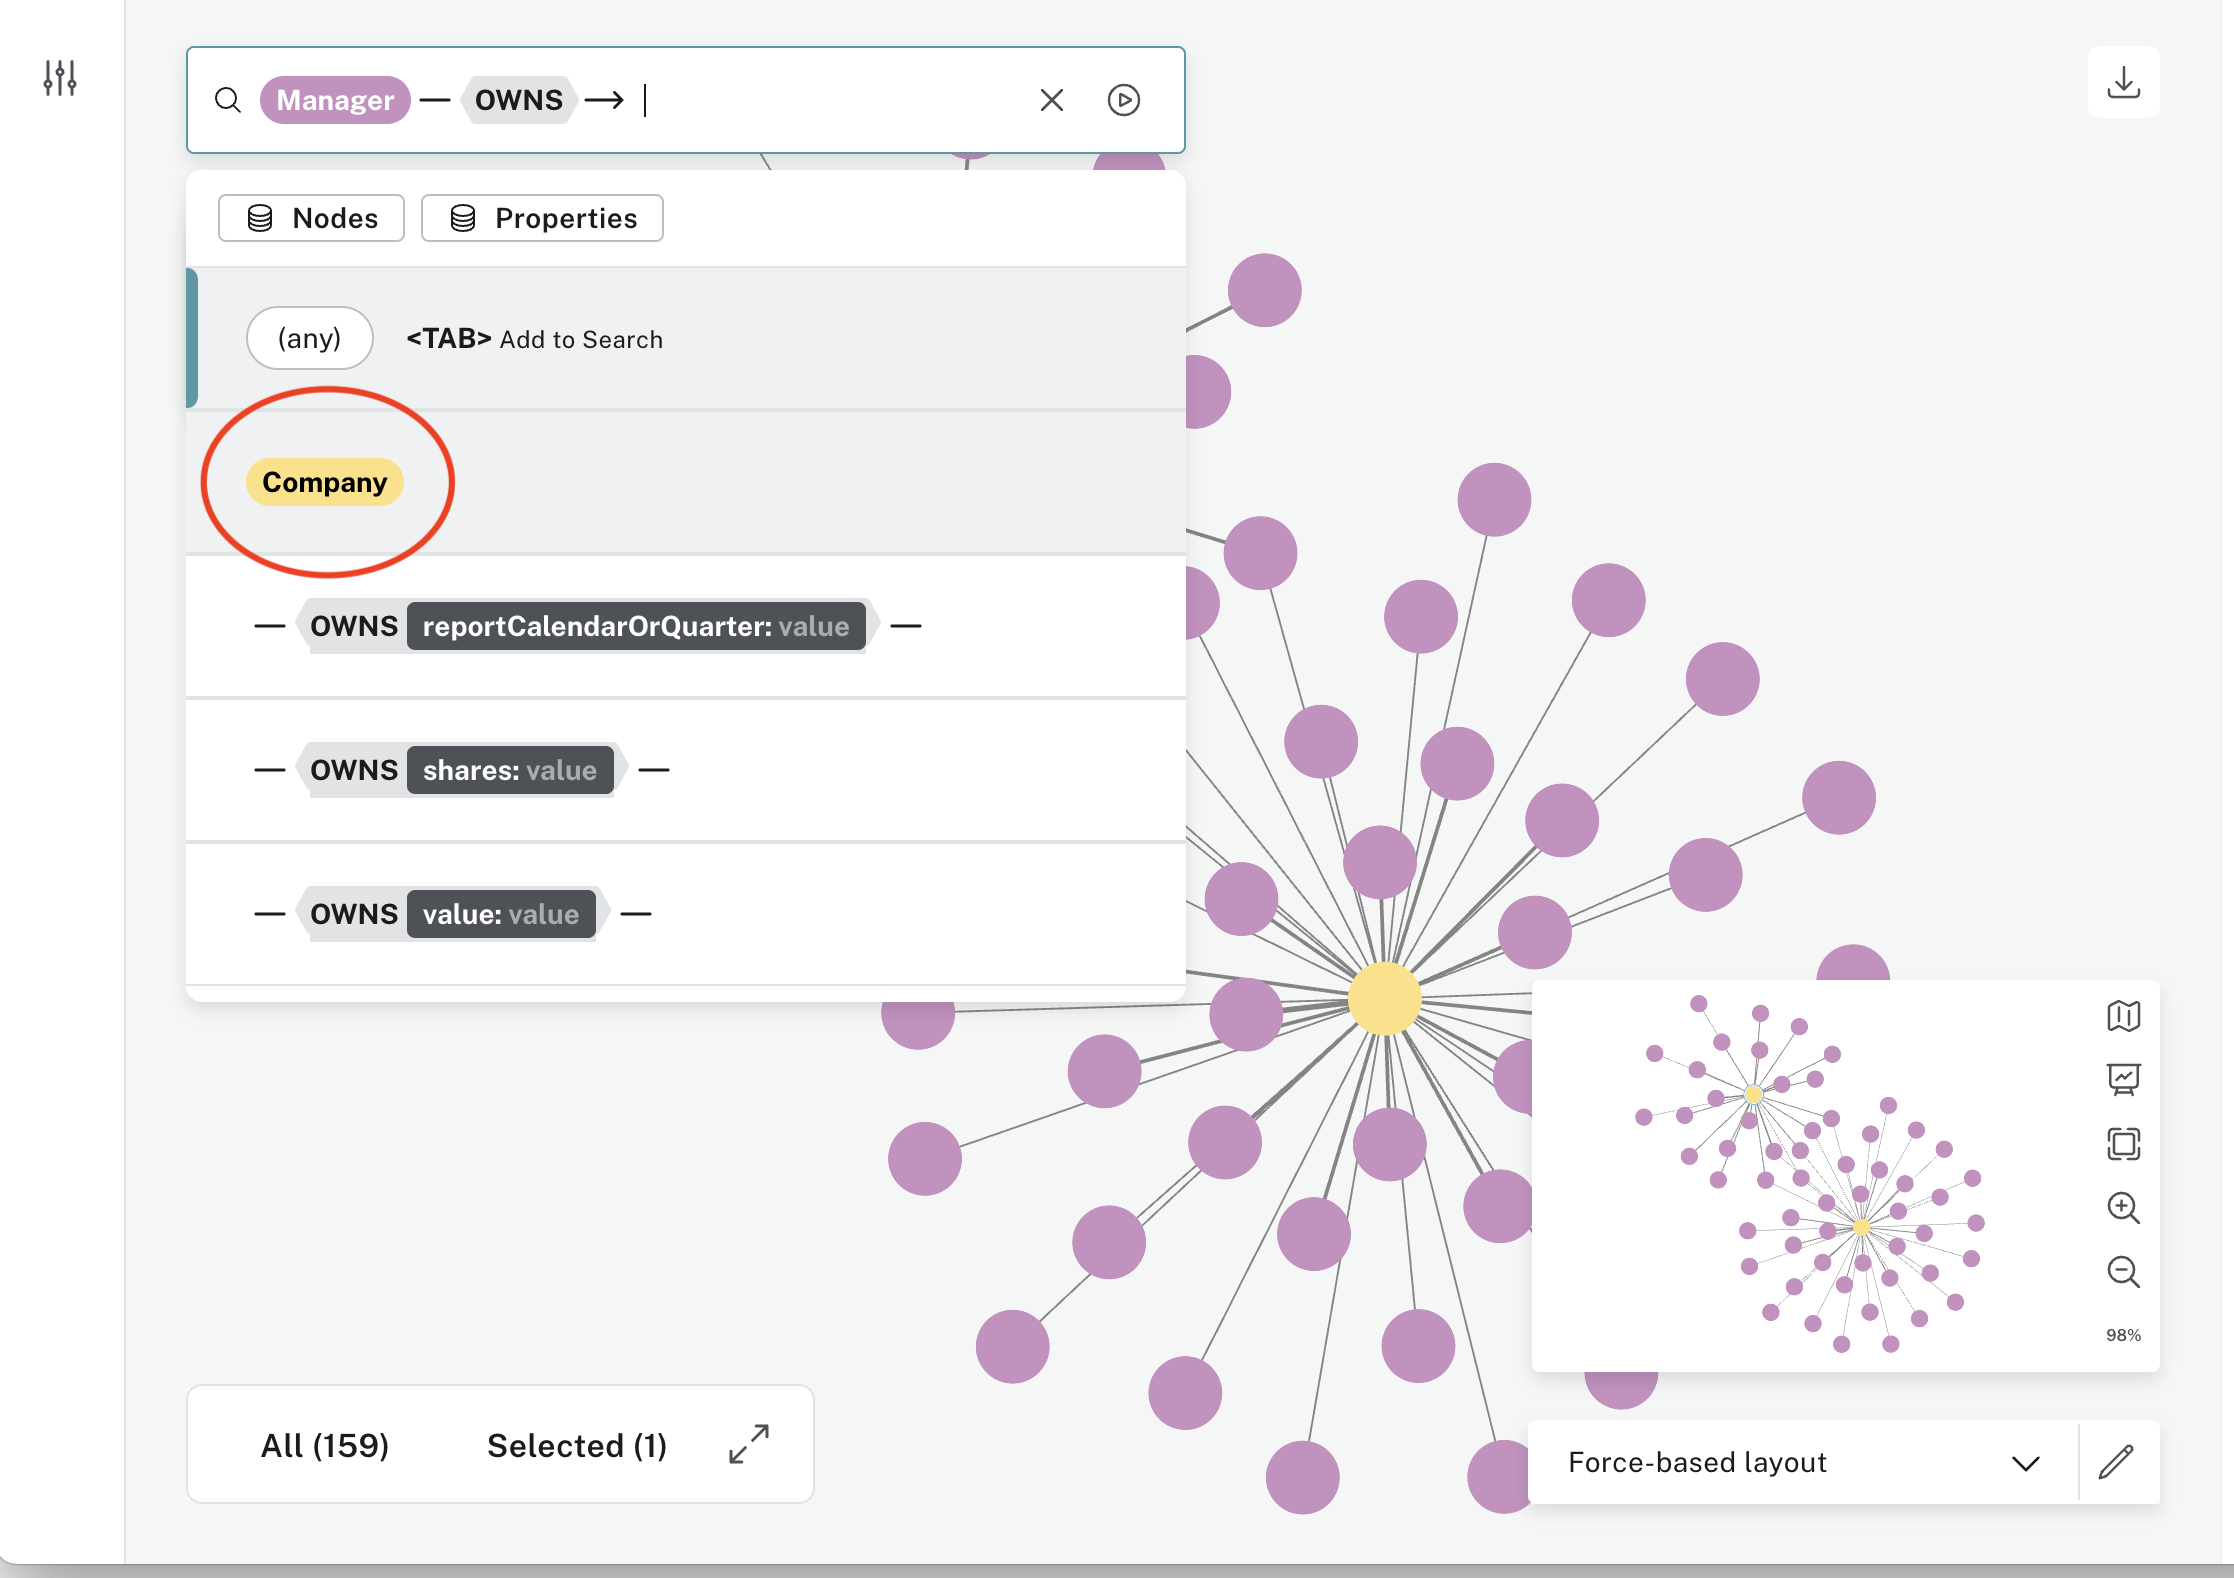 Manager — OWNS →
Nodes Properties
(any) <TAB> Add to Search
Company
— OWNS reportCalendarOrQuarter: value —
— OWNS shares: value —
— OWNS value: value —
98%
All (159) Selected (1)
Force-based layout